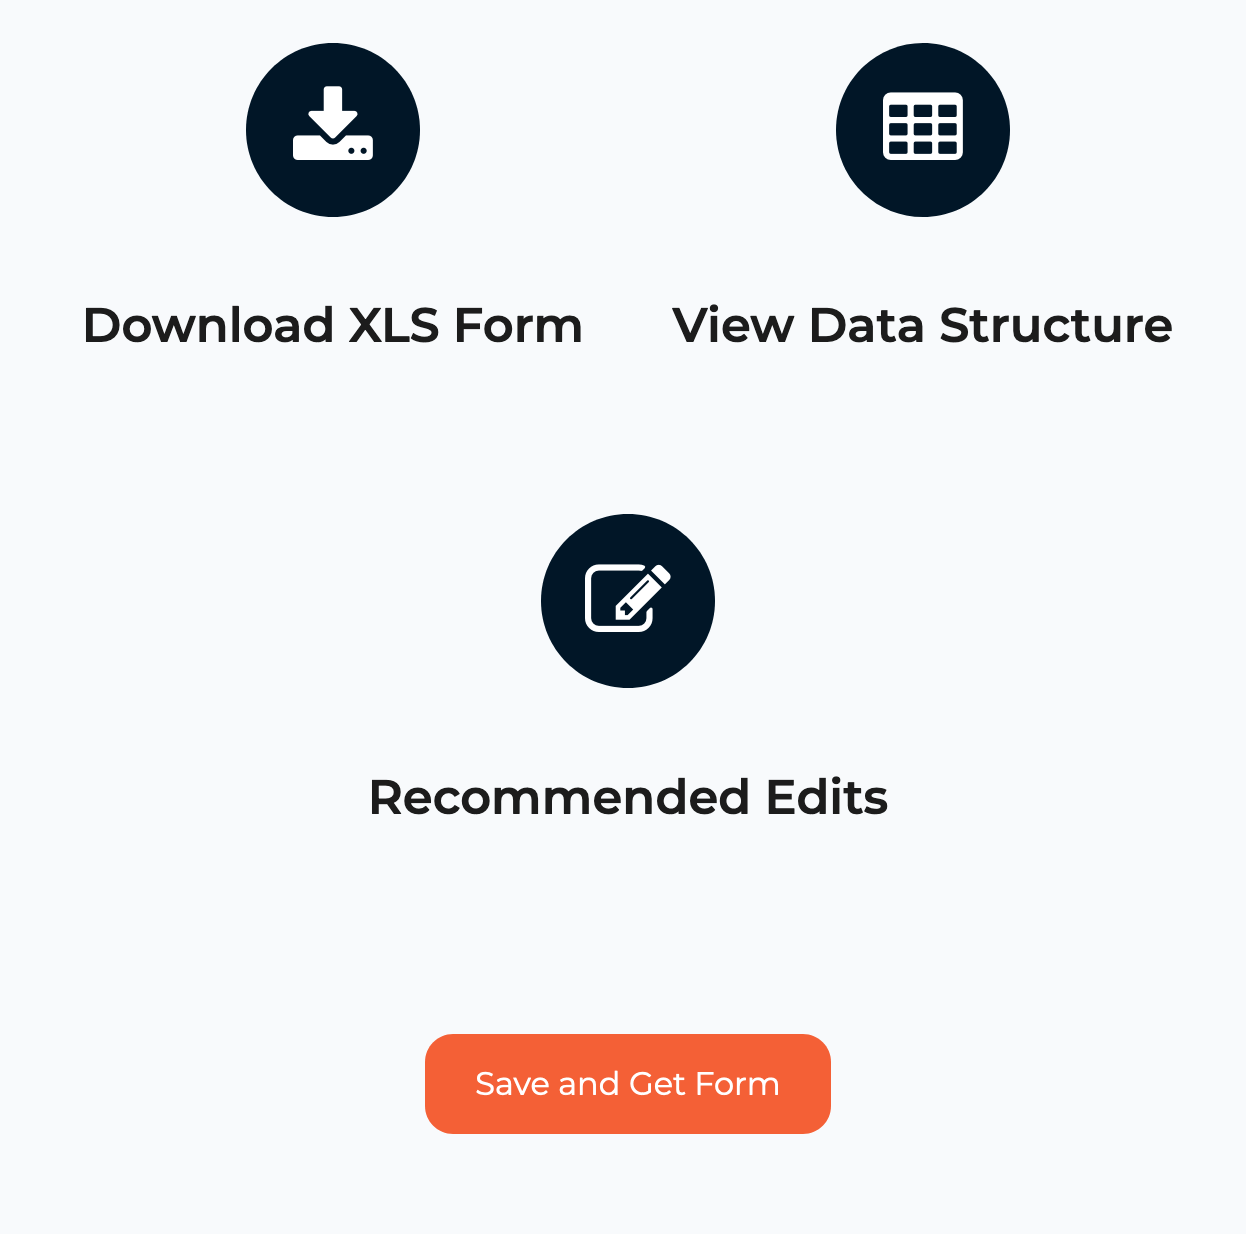 Download XLS Form
View Data Structure
Recommended Edits
Save and Get Form